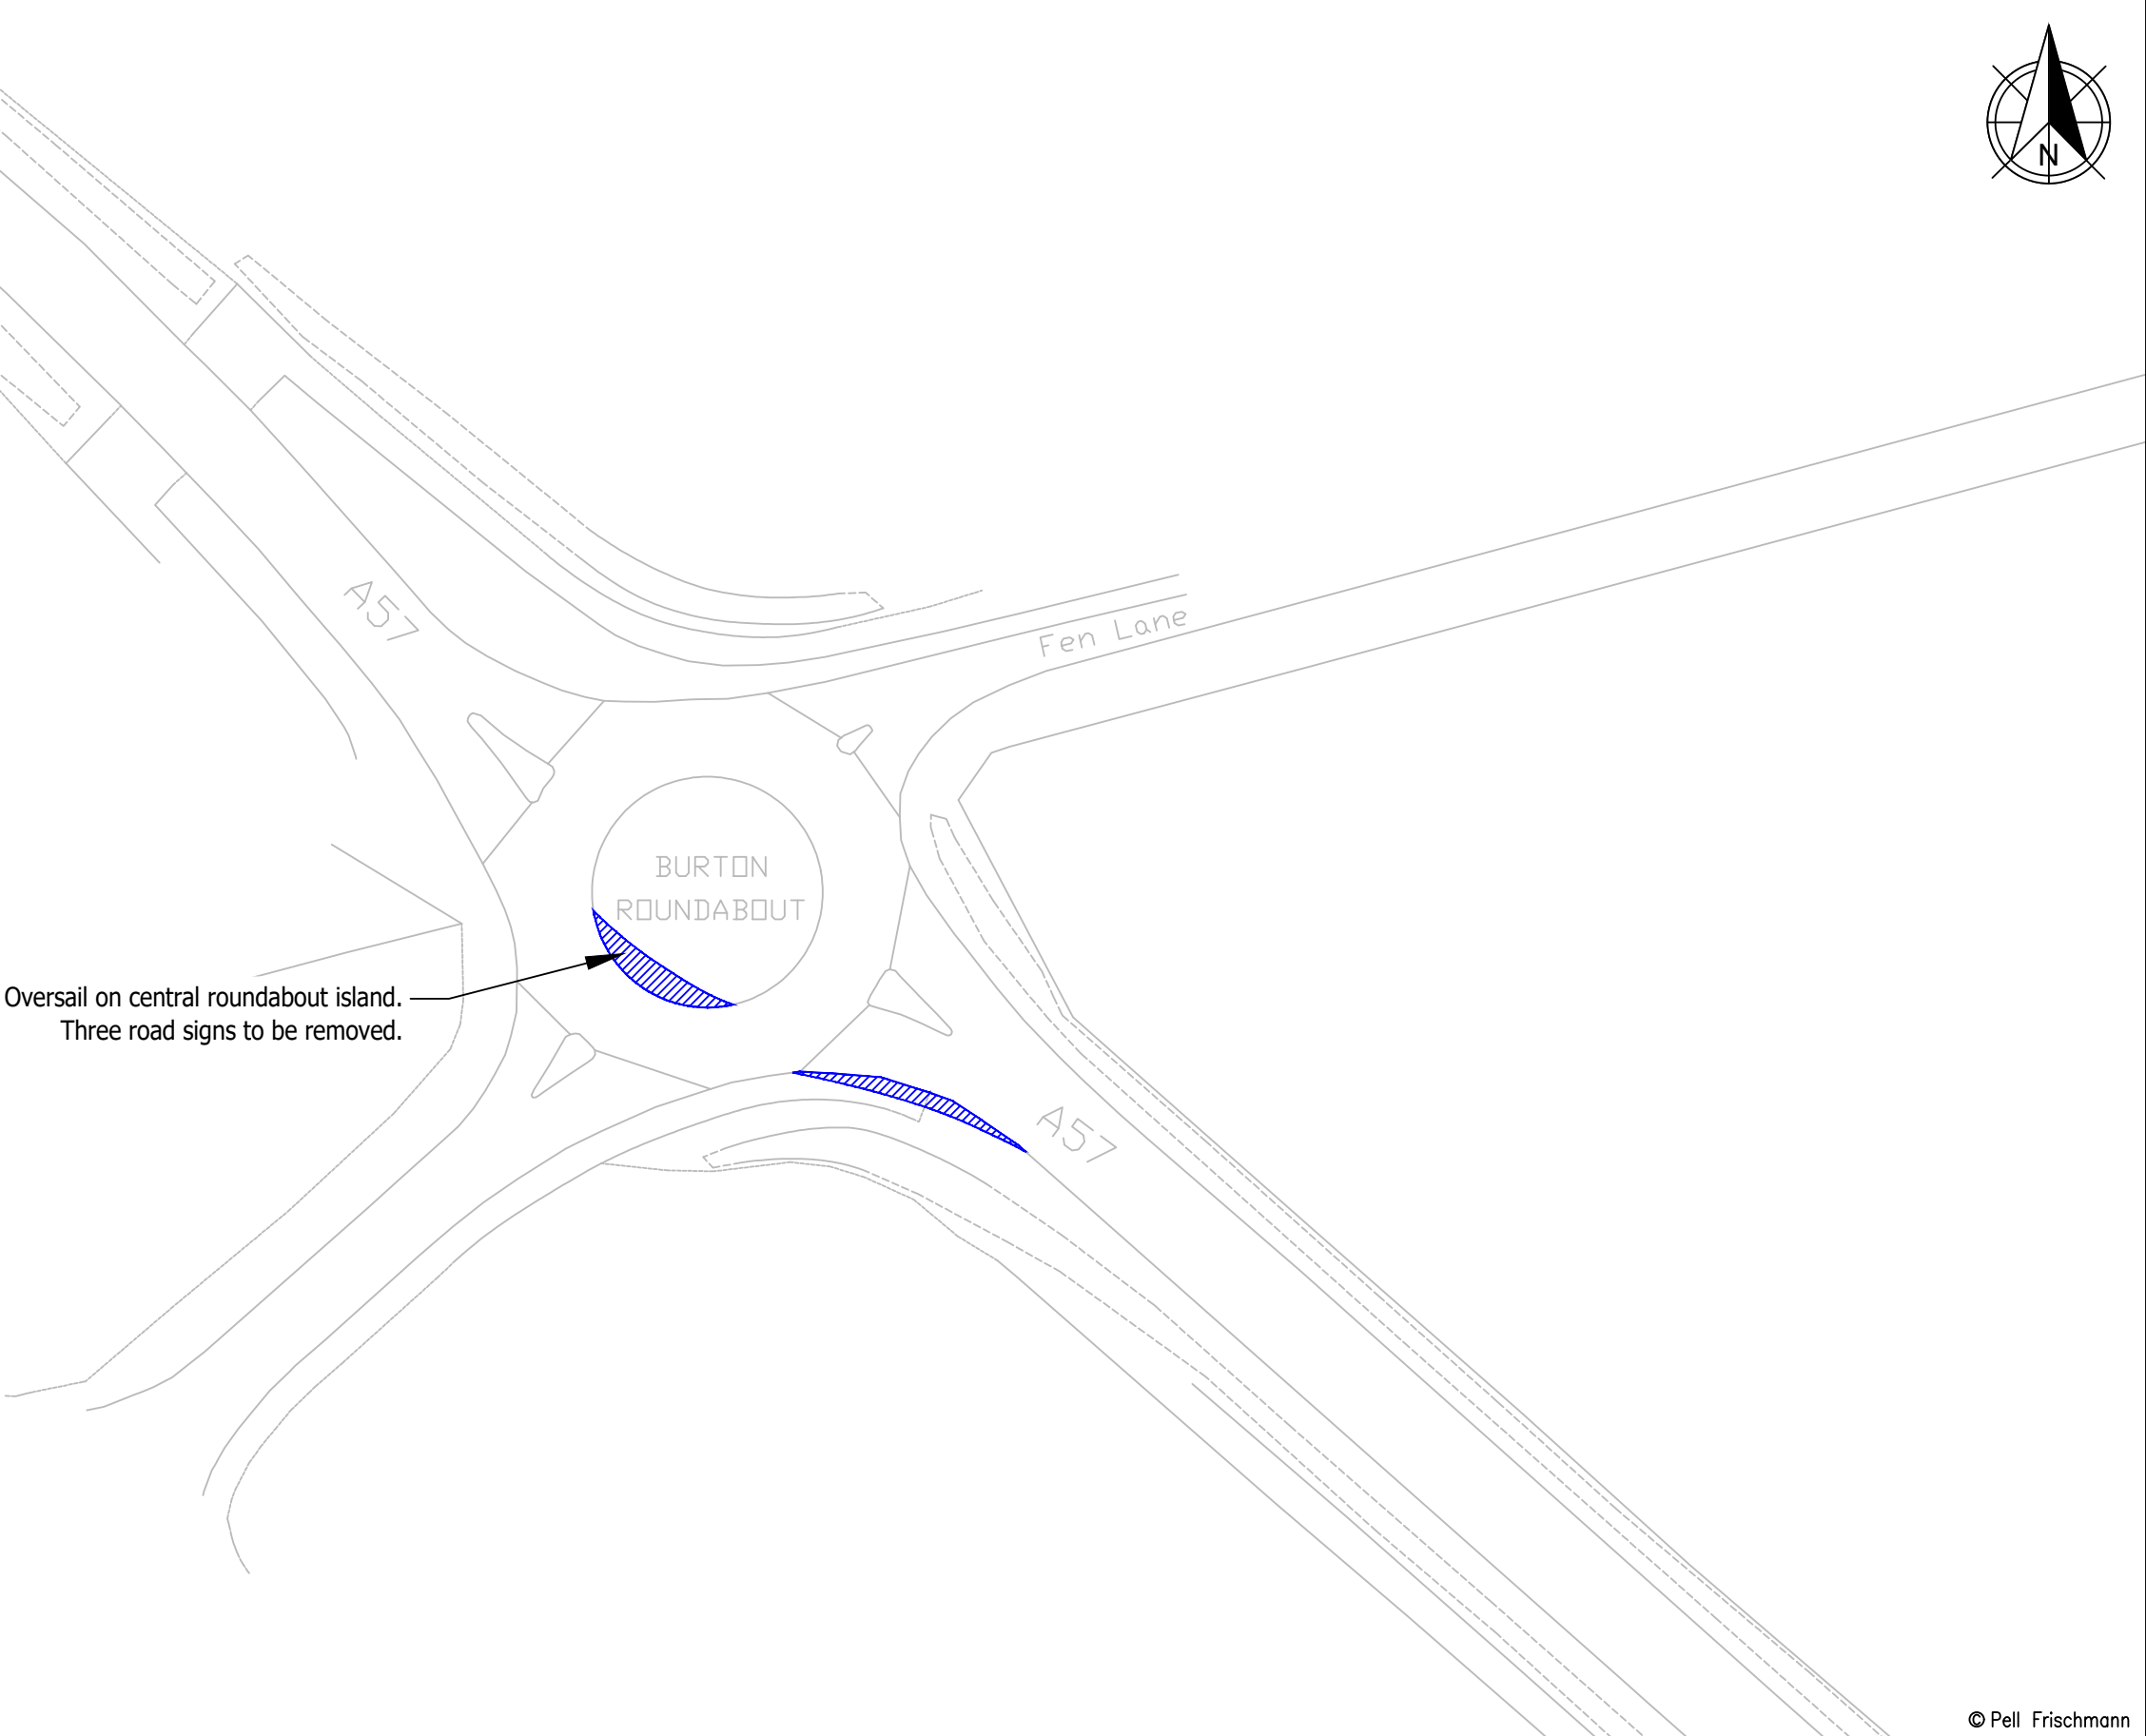 N
A57
Fen Lane
BURTON
ROUNDABOUT
Oversail on central roundabout island.
Three road signs to be removed.
A57
© Pell Frischmann